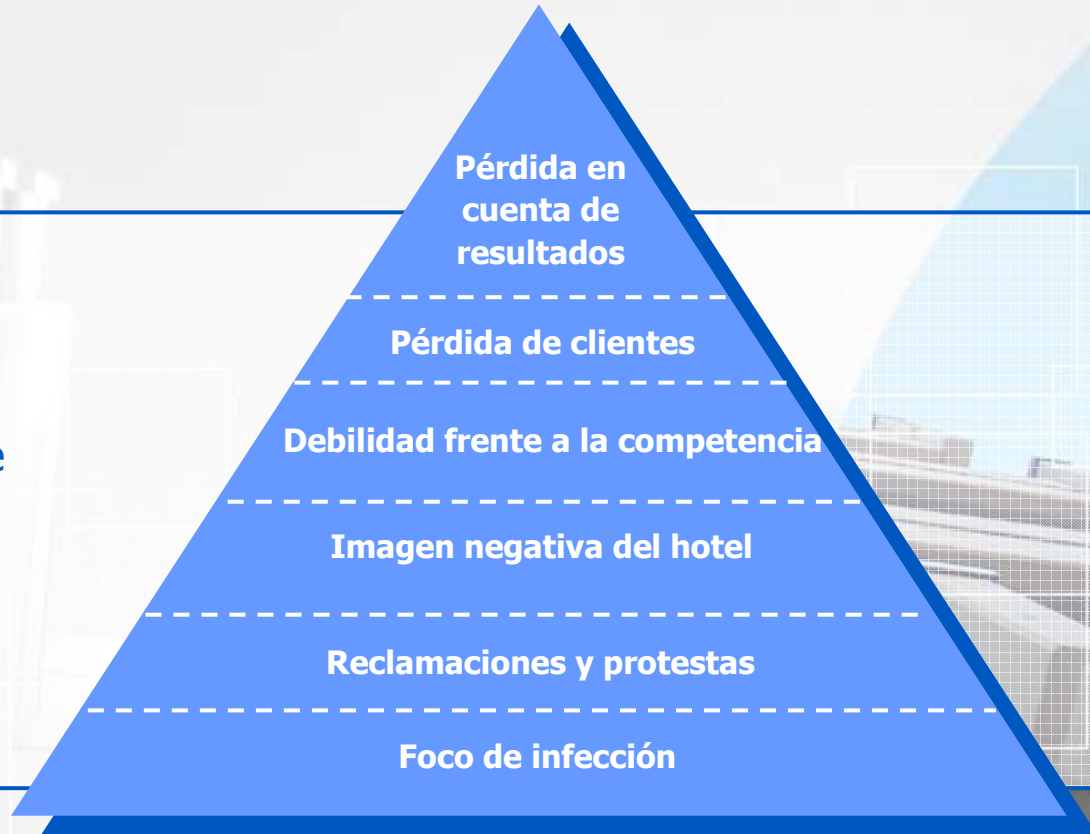 Pérdida en
cuenta de
resultados
Pérdida de clientes
Debilidad frente a la competencia
Imagen negativa del hotel
Reclamaciones y protestas
Foco de infección